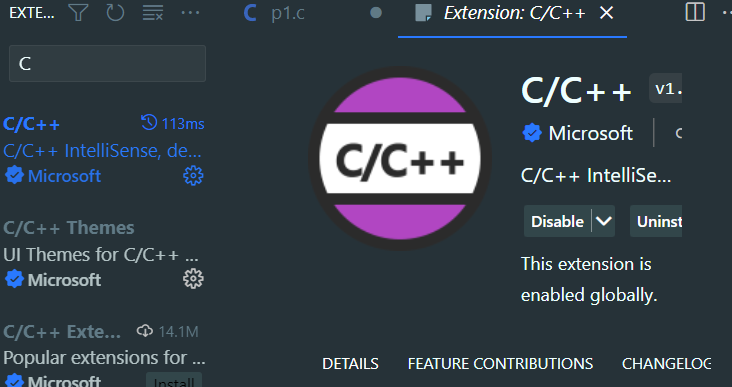 EXTE...
C p1.c
Extension: C/C++
C
C/C++ 113ms
C/C++ IntelliSense, de...
Microsoft
C/C++ Themes
UI Themes for C/C++ ...
Microsoft
C/C++ Exte... 14.1M
Popular extensions for ...
Microsoft Install
C/C++
C/C++ v1.
Microsoft
C/C++ IntelliSe...
Disable Uninst
This extension is
enabled globally.
DETAILS FEATURE CONTRIBUTIONS CHANGELOG